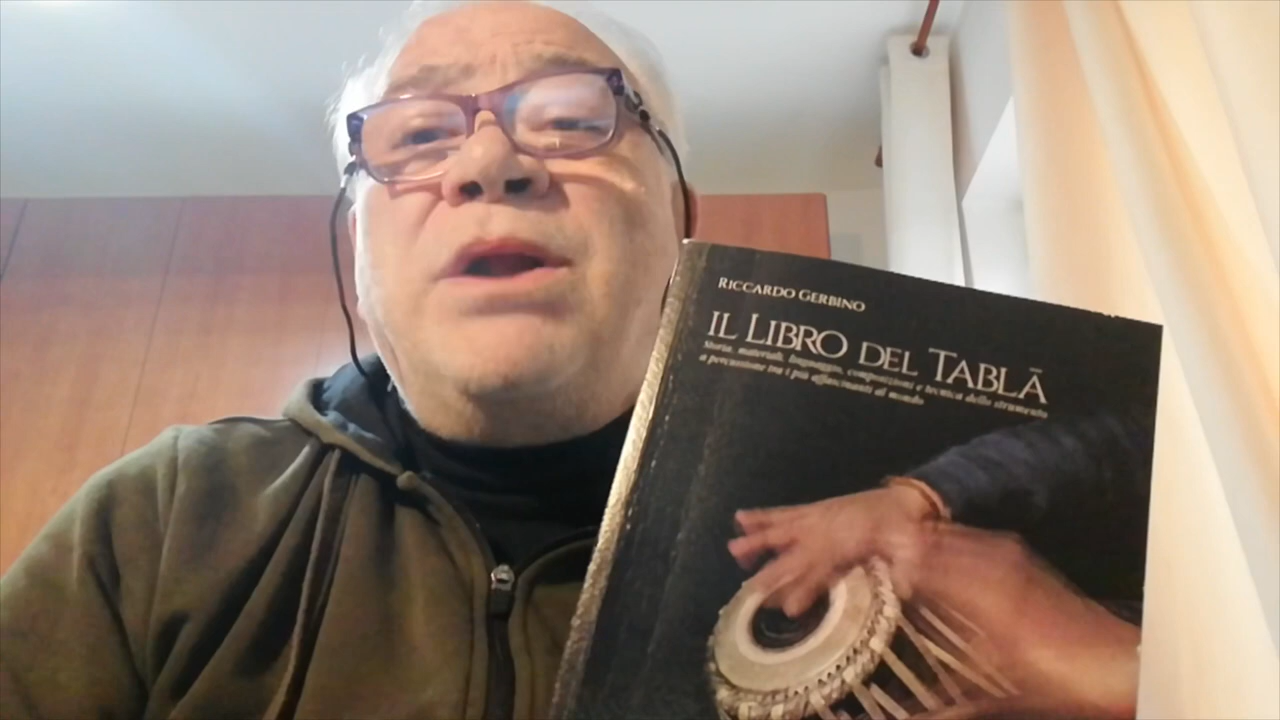 RICCARDO GERBINO
IL LIBRO DEL TABLĀ
Storia, materiali, linguaggio, composizioni e tecnica dello strumento
a percussione tra i più affascinanti al mondo